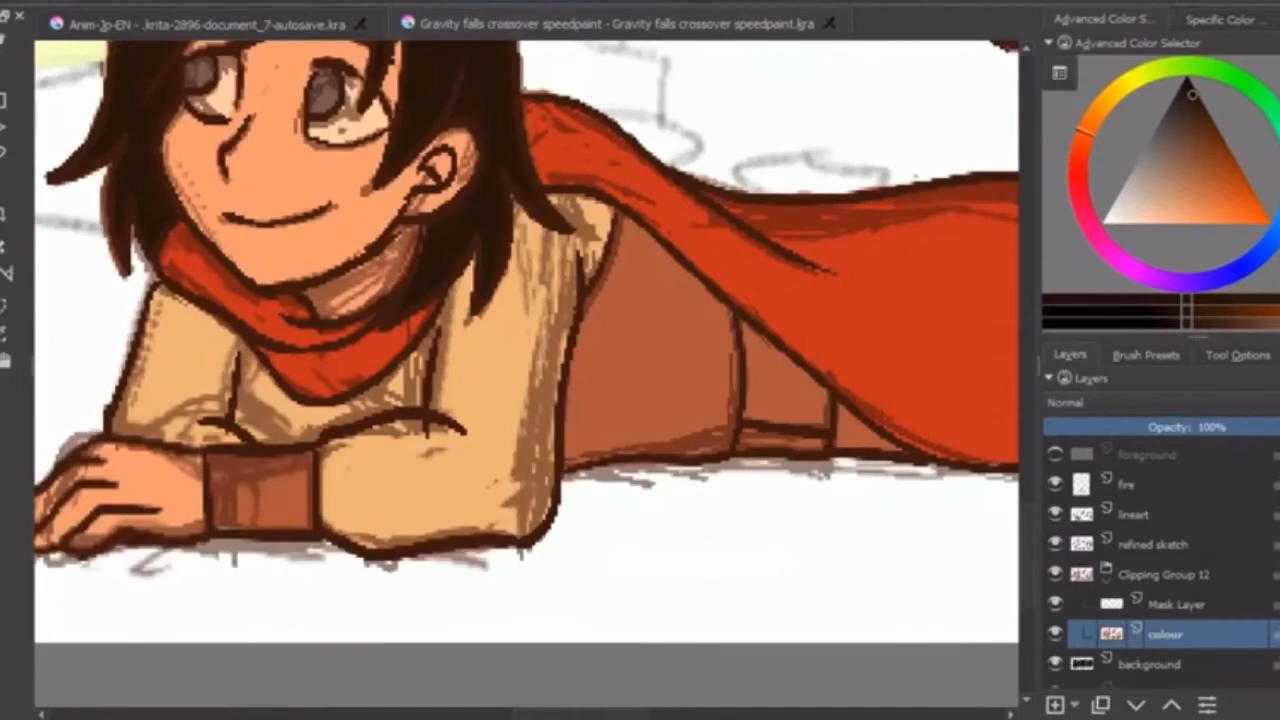 Anim-Jp-EN - .krita-2896-document_7-autosave.kra
Gravity falls crossover speedpaint - Gravity falls crossover speedpaint.kra
Advanced Color S...
Specific Color ...
Advanced Color Selector
Layers
Brush Presets
Tool Options
Layers
Normal
Opacity: 100%
foreground
fire
lineart
refined sketch
Clipping Group 12
Mask Layer
colour
background